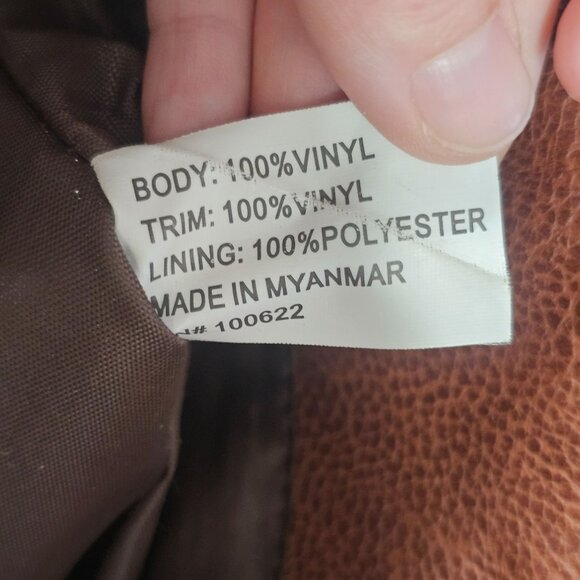 BODY: 100%VINYL
TRIM: 100%VINYL
LINING: 100%POLYESTER
MADE IN MYANMAR
100622